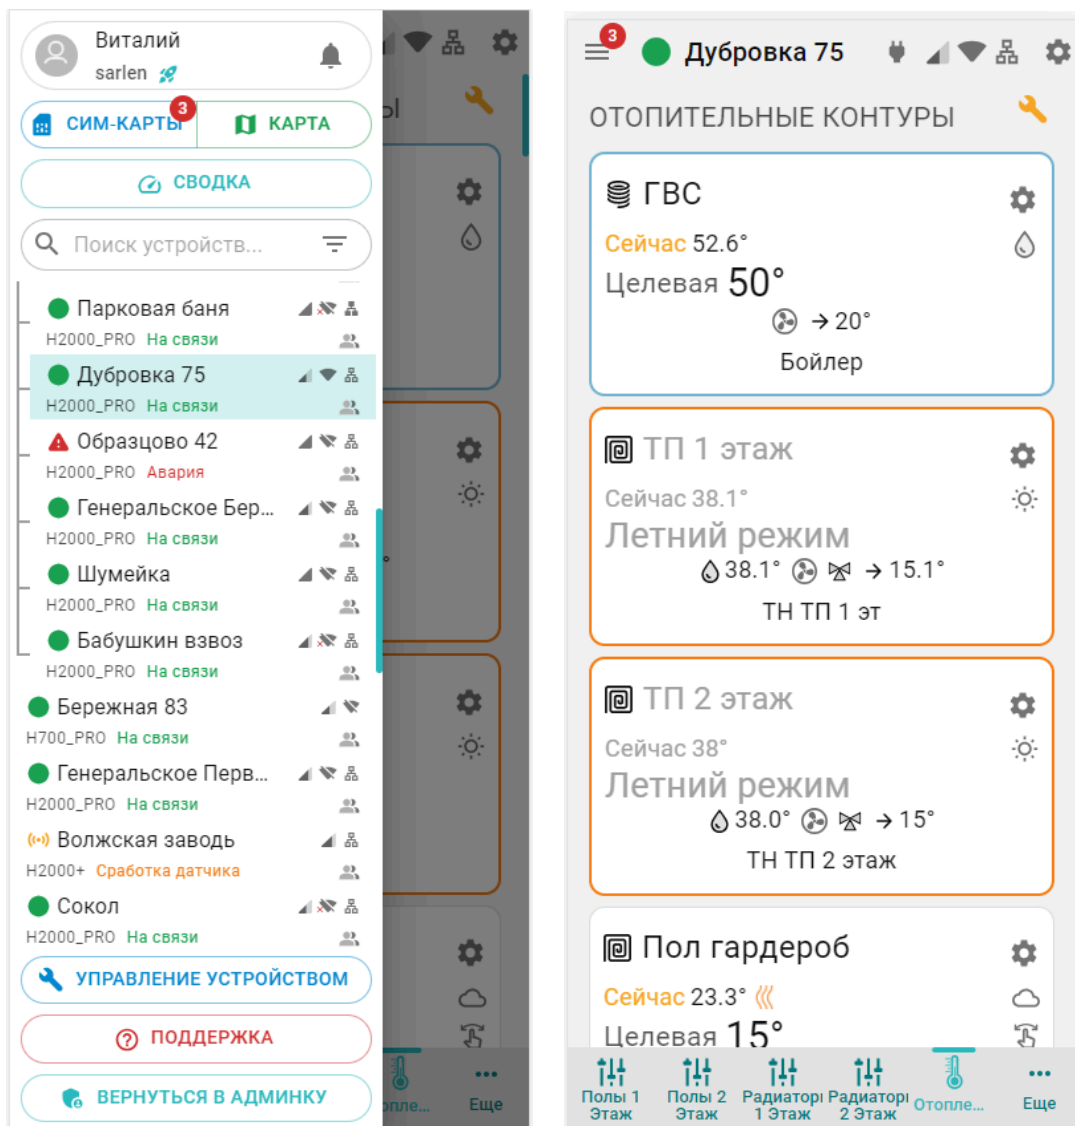 Виталий
sarlen
СИМ-КАРТЫ 3
КАРТА
СВОДКА
Поиск устройств...
Парковая баня
H2000_PRO На связи
Дубровка 75
H2000_PRO На связи
Образцово 42
H2000_PRO Авария
Генеральское Бер...
H2000_PRO На связи
Шумейка
H2000_PRO На связи
Бабушкин взвоз
H2000_PRO На связи
Бережная 83
H700_PRO На связи
Генеральское Перв...
H2000_PRO На связи
Волжская заводь
H2000+ Сработка датчика
Сокол
H2000_PRO На связи
УПРАВЛЕНИЕ УСТРОЙСТВОМ
ПОДДЕРЖКА
ВЕРНУТЬСЯ В АДМИНКУ
Ы
опле...
Еще
3
Дубровка 75
ОТОПИТЕЛЬНЫЕ КОНТУРЫ
ГВС
Сейчас 52.6°
Целевая 50°
→ 20°
Бойлер
ТП 1 этаж
Сейчас 38.1°
Летний режим
38.1° → 15.1°
ТН ТП 1 эт
ТП 2 этаж
Сейчас 38°
Летний режим
38.0° → 15°
ТН ТП 2 этаж
Пол гардероб
Сейчас 23.3°
Целевая 15°
Полы 1 Этаж
Полы 2 Этаж
Радиаторы 1 Этаж
Радиаторы 2 Этаж
Отопле...
Еще